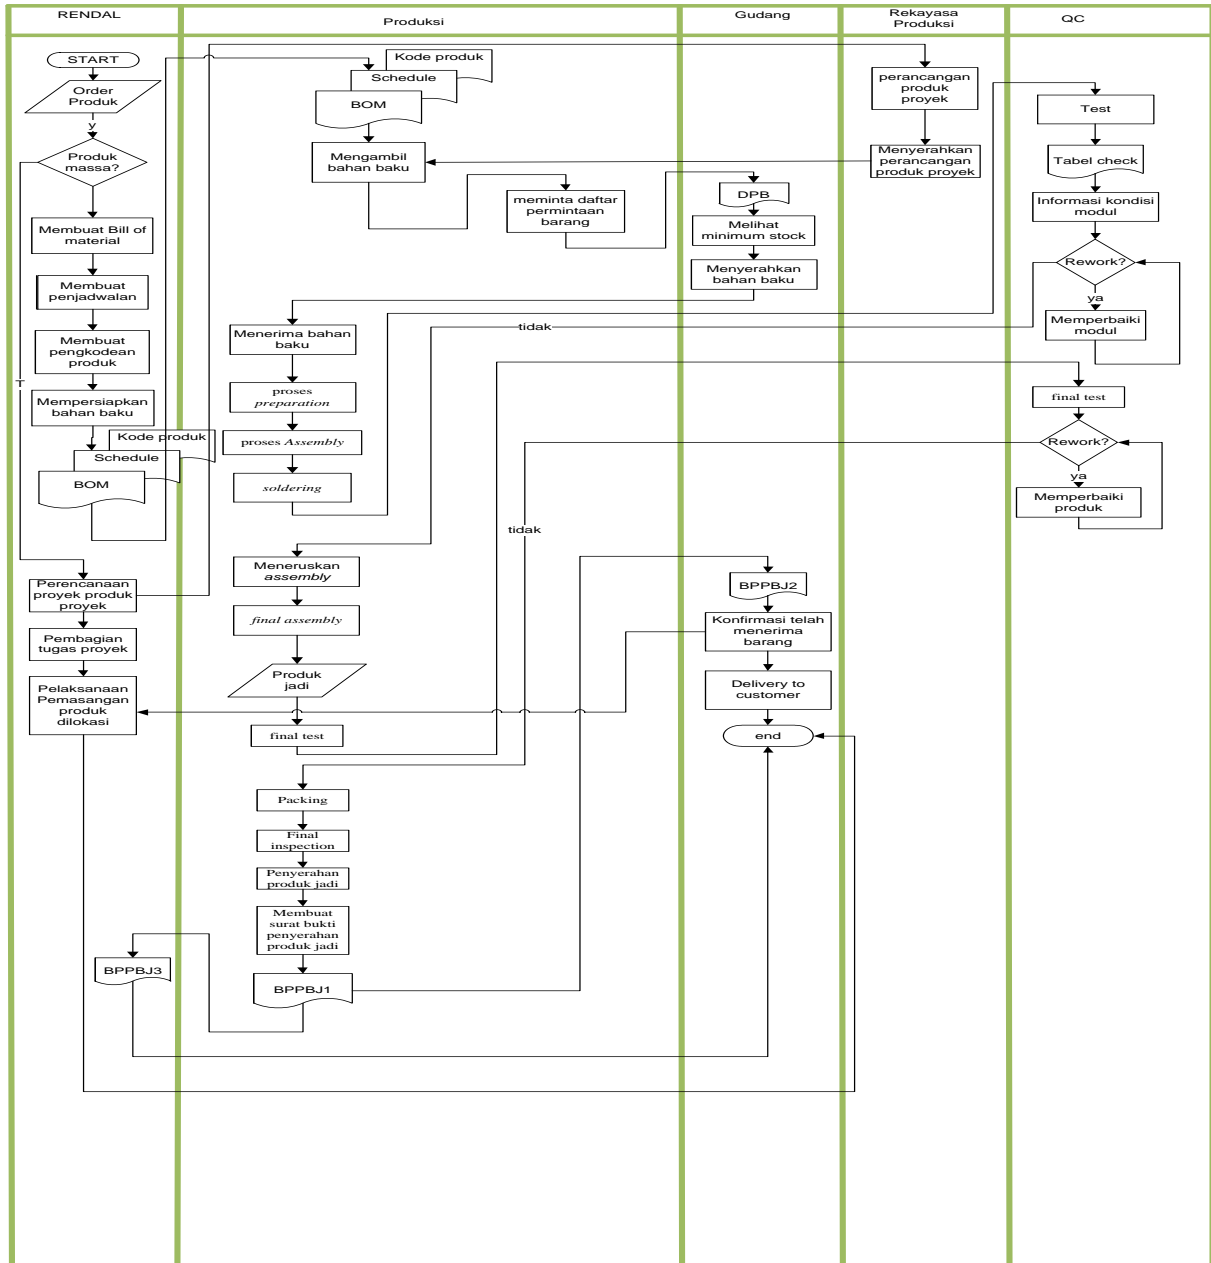 RENDAL
Produksi
Gudang
Rekayasa
Produksi
QC
START
Order
Produk
y
Produk
massa?
T
Membuat Bill of
material
Membuat
penjadwalan
Membuat
pengkodean
produk
Mempersiapkan
bahan baku
Kode produk
Schedule
BOM
Perencanaan
proyek produk
proyek
Pembagian
tugas proyek
Pelaksanaan
Pemasangan
produk
dilokasi
BPPBJ3
Kode produk
Schedule
BOM
Mengambil
bahan baku
meminta daftar
permintaan
barang
Menerima bahan
baku
proses
preparation
proses Assembly
soldering
tidak
tidak
Meneruskan
assembly
final assembly
Produk
jadi
final test
Packing
Final
inspection
Penyerahan
produk jadi
Membuat
surat bukti
penyerahan
produk jadi
BPPBJ1
DPB
Melihat
minimum stock
Menyerahkan
bahan baku
BPPBJ2
Konfirmasi telah
menerima
barang
Delivery to
customer
end
perancangan
produk
proyek
Menyerahkan
perancangan
produk proyek
Test
Tabel check
Informasi kondisi
modul
Rework?
ya
Memperbaiki
modul
final test
Rework?
ya
Memperbaiki
produk